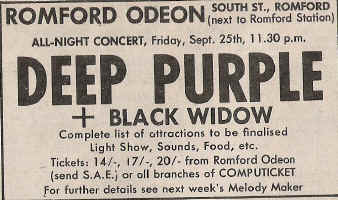 ROMFORD ODEON SOUTH ST., ROMFORD
(next to Romford Station)
ALL-NIGHT CONCERT, Friday, Sept. 25th, 11.30 p.m.
DEEP PURPLE
+ BLACK WIDOW
Complete list of attractions to be finalised
Light Show, Sounds, Food, etc.
Tickets: 14/-, 17/-, 20/- from Romford Odeon
(send S.A.E.) or all branches of COMPUTICKET
For further details see next week's Melody Maker